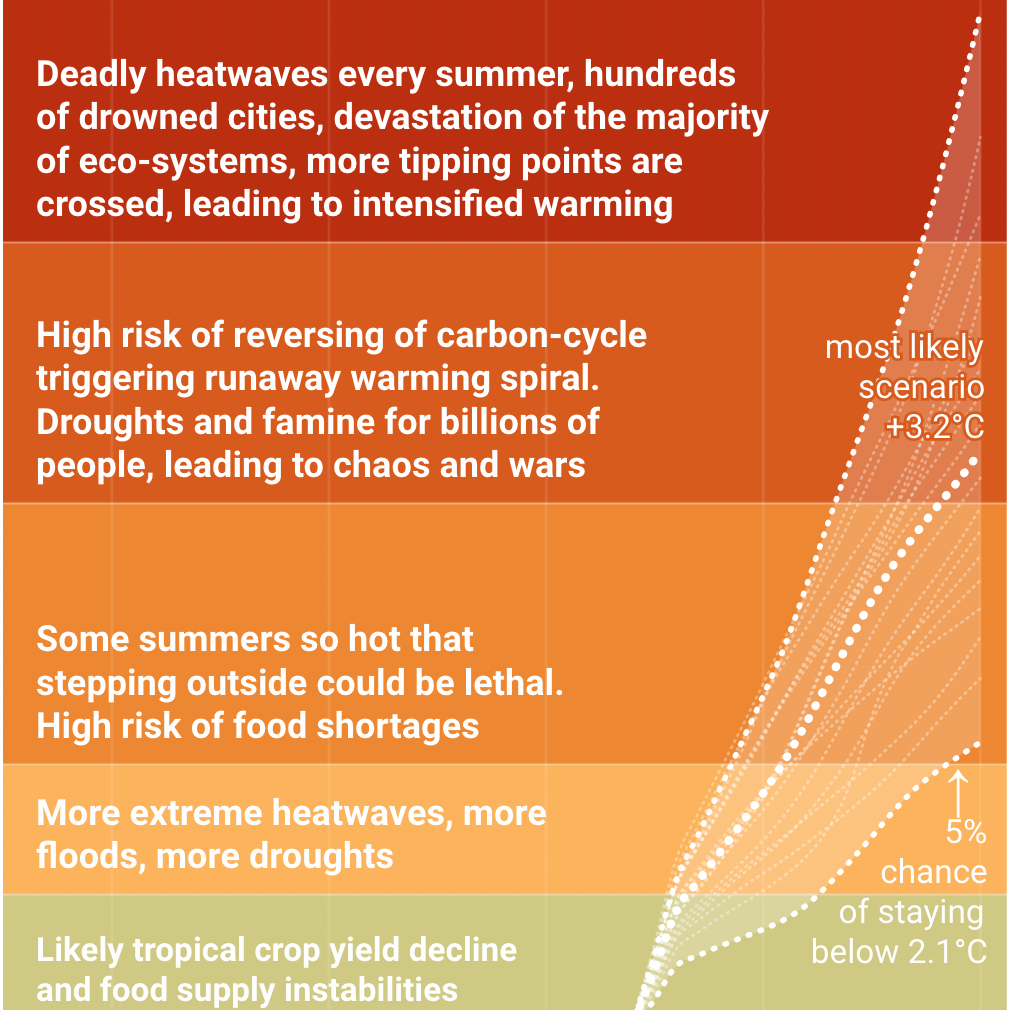 Deadly heatwaves every summer, hundreds
of drowned cities, devastation of the majority
of eco-systems, more tipping points are
crossed, leading to intensified warming
High risk of reversing of carbon-cycle
triggering runaway warming spiral.
Droughts and famine for billions of
people, leading to chaos and wars
most likely
scenario
+3.2°C
Some summers so hot that
stepping outside could be lethal.
High risk of food shortages
More extreme heatwaves, more
floods, more droughts
5%
chance
of staying
below 2.1°C
Likely tropical crop yield decline
and food supply instabilities